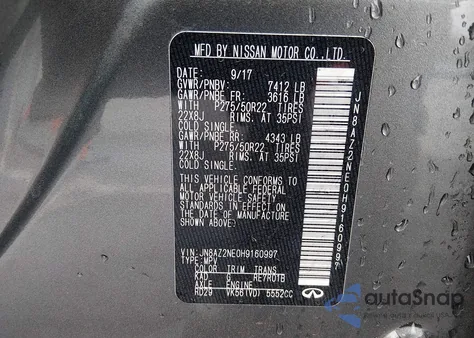 MFD BY NISSAN MOTOR CO.,LTD.
DATE: 9/17
GVWR/PNBV: 7412 LB
GAWR/PNBE FR: 3616 LB
WITH P275/50R22 TIRES
22X8J RIMS. AT 35PSI
COLD SINGLE.
GAWR/PNBE RR: 4343 LB
WITH P275/50R22, TIRES
22X8J RIMS, AT 35PSI
COLD SINGLE.
THIS VEHICLE CONFORMS TO
ALL APPLICABLE FEDERAL
MOTOR VEHICLE SAFETY
STANDARDS IN EFFECT ON
THE DATE OF MANUFACTURE
SHOWN ABOVE.
VIN:JN8AZ2NE0H9160997
TYPE:MPV
COLOR TRIM TRANS
KAD G RE7R01B
AXLE ENGINE
HD29 VK56(VD) 5552CC
JN8AZ2NE0H9160997
INFINITI
autoSnap